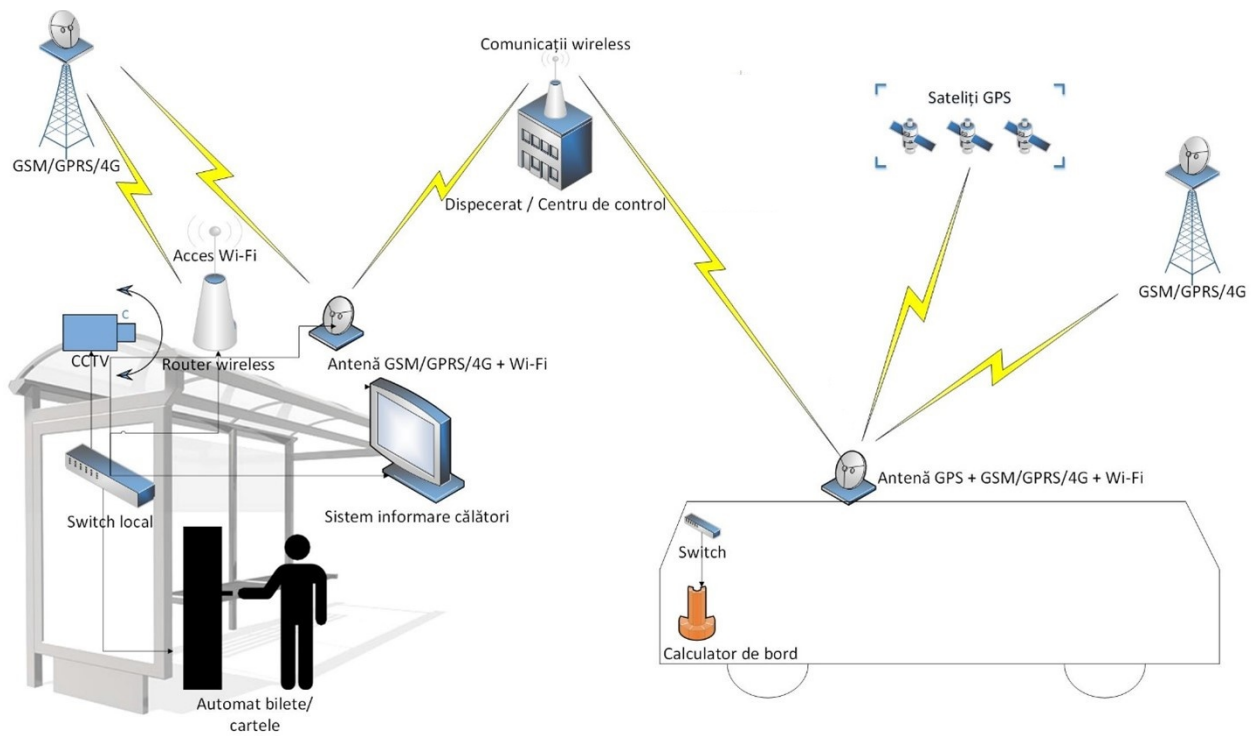 Comunicații wireless
Sateliți GPS
GSM/GPRS/4G
Dispecerat / Centru de control
Acces Wi-Fi
GSM/GPRS/4G
C
CCTV
Router wireless
Antenă GSM/GPRS/4G + Wi-Fi
Antenă GPS + GSM/GPRS/4G + Wi-Fi
Switch local
Sistem informare călători
Switch
Calculator de bord
Automat bilete/
cartele